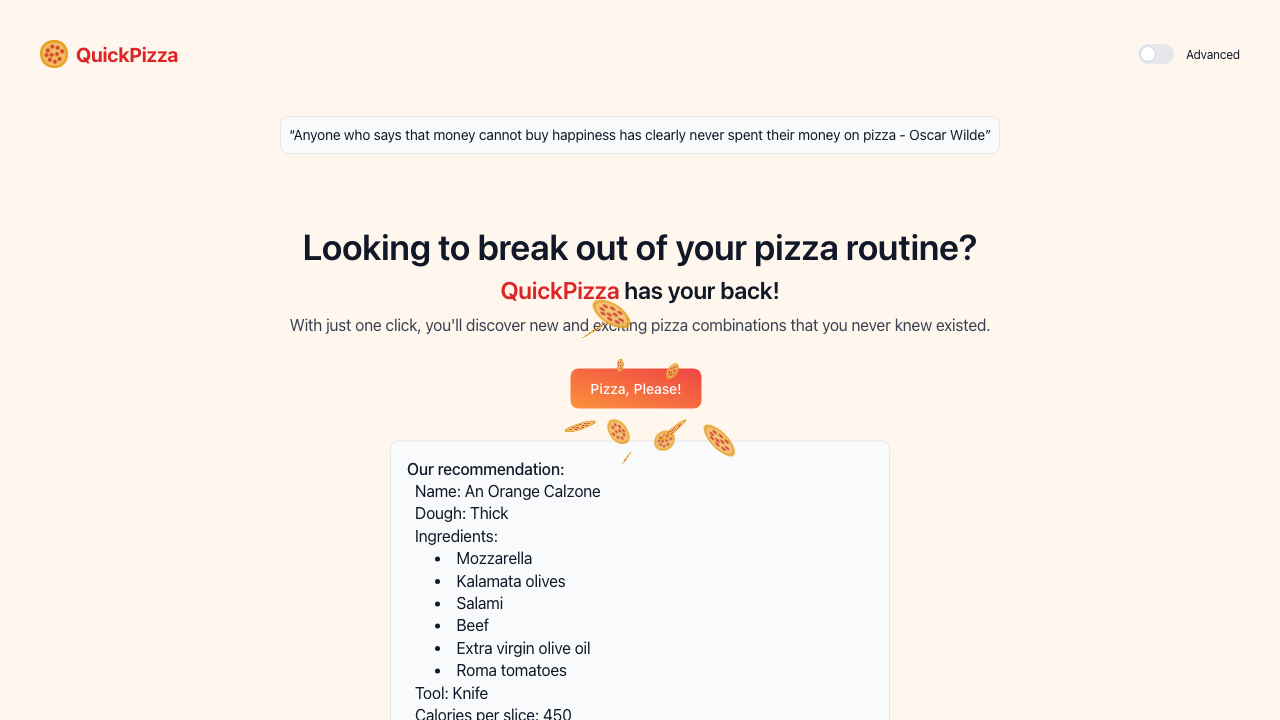 QuickPizza
Advanced
“Anyone who says that money cannot buy happiness has clearly never spent their money on pizza - Oscar Wilde”
Looking to break out of your pizza routine?
QuickPizza has your back!
With just one click, you'll discover new and exciting pizza combinations that you never knew existed.
Pizza, Please!
Our recommendation:
Name: An Orange Calzone
Dough: Thick
Ingredients:
Mozzarella
Kalamata olives
Salami
Beef
Extra virgin olive oil
Roma tomatoes
Tool: Knife
Calories per slice: 450